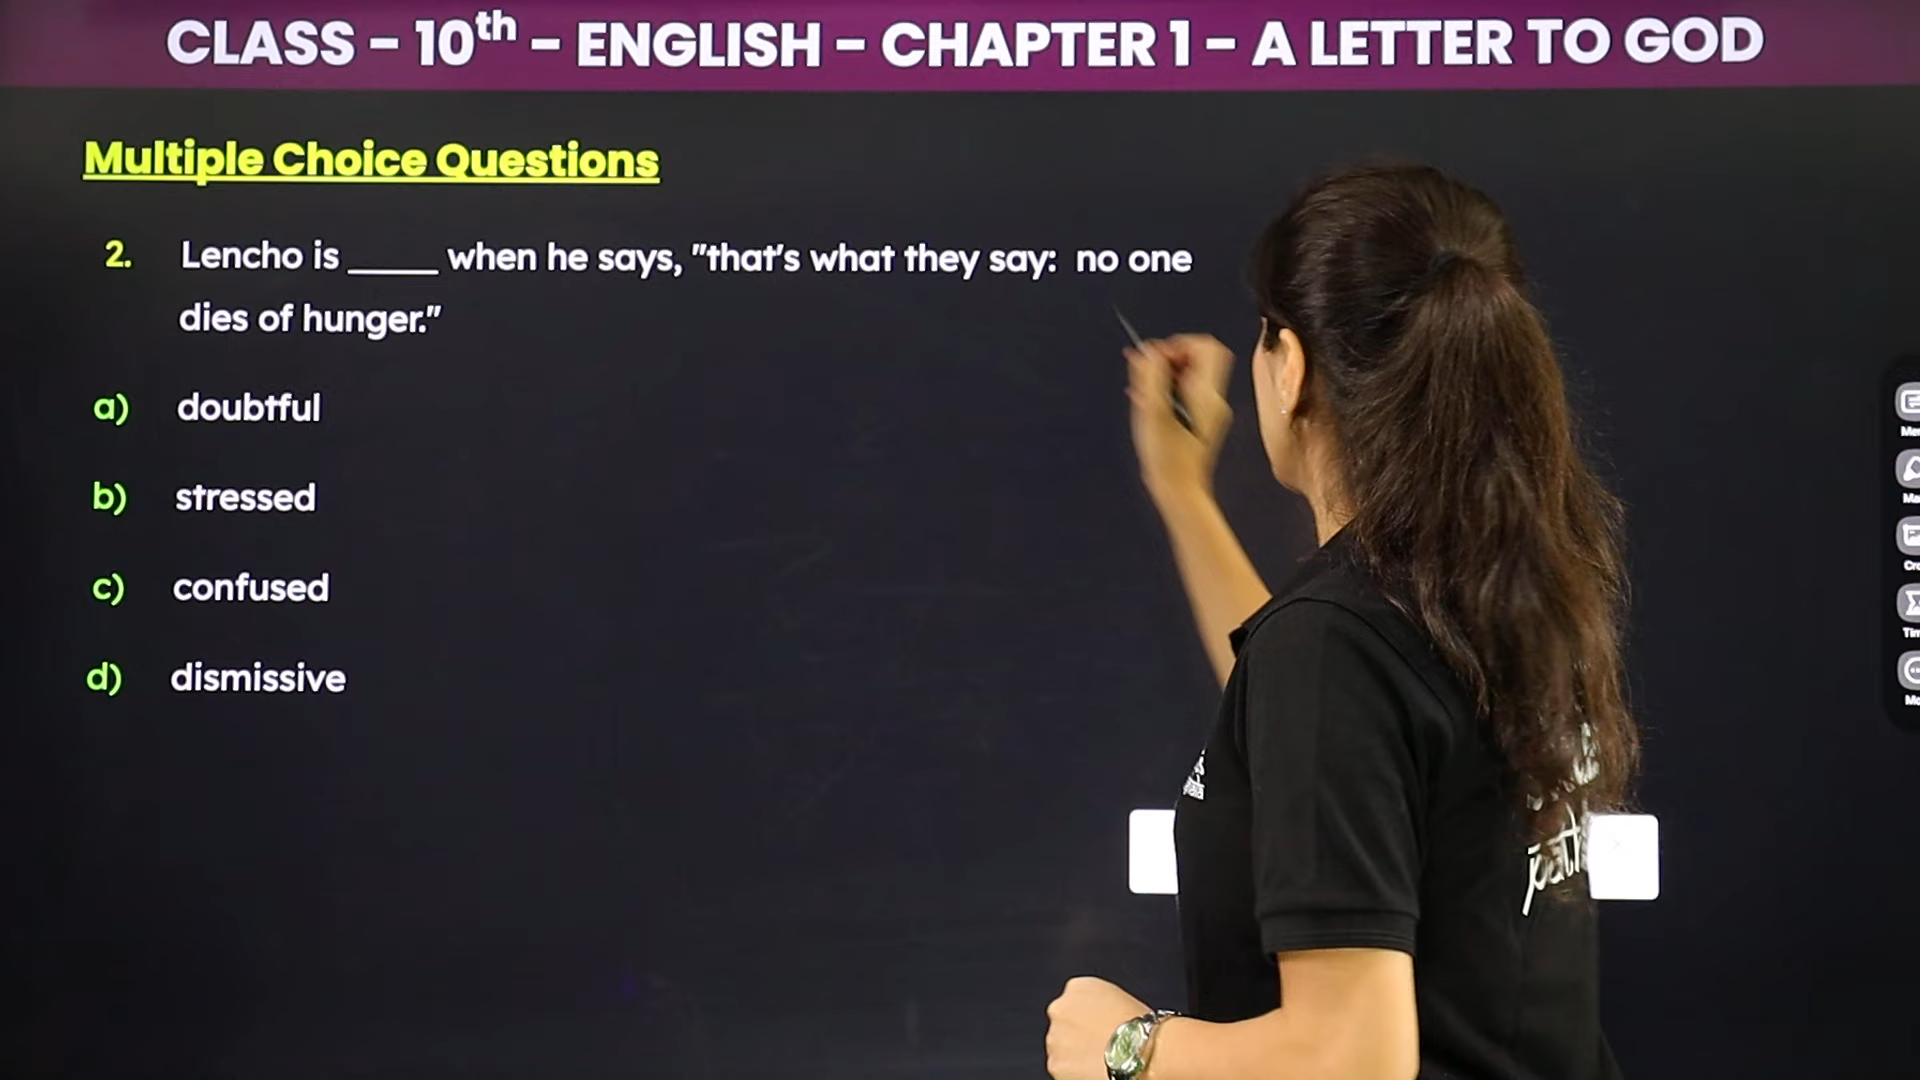 CLASS – 10th – ENGLISH – CHAPTER 1 – A LETTER TO GOD
Multiple Choice Questions
2. Lencho is _____ when he says, "that's what they say: no one
dies of hunger."
a) doubtful
b) stressed
c) confused
d) dismissive